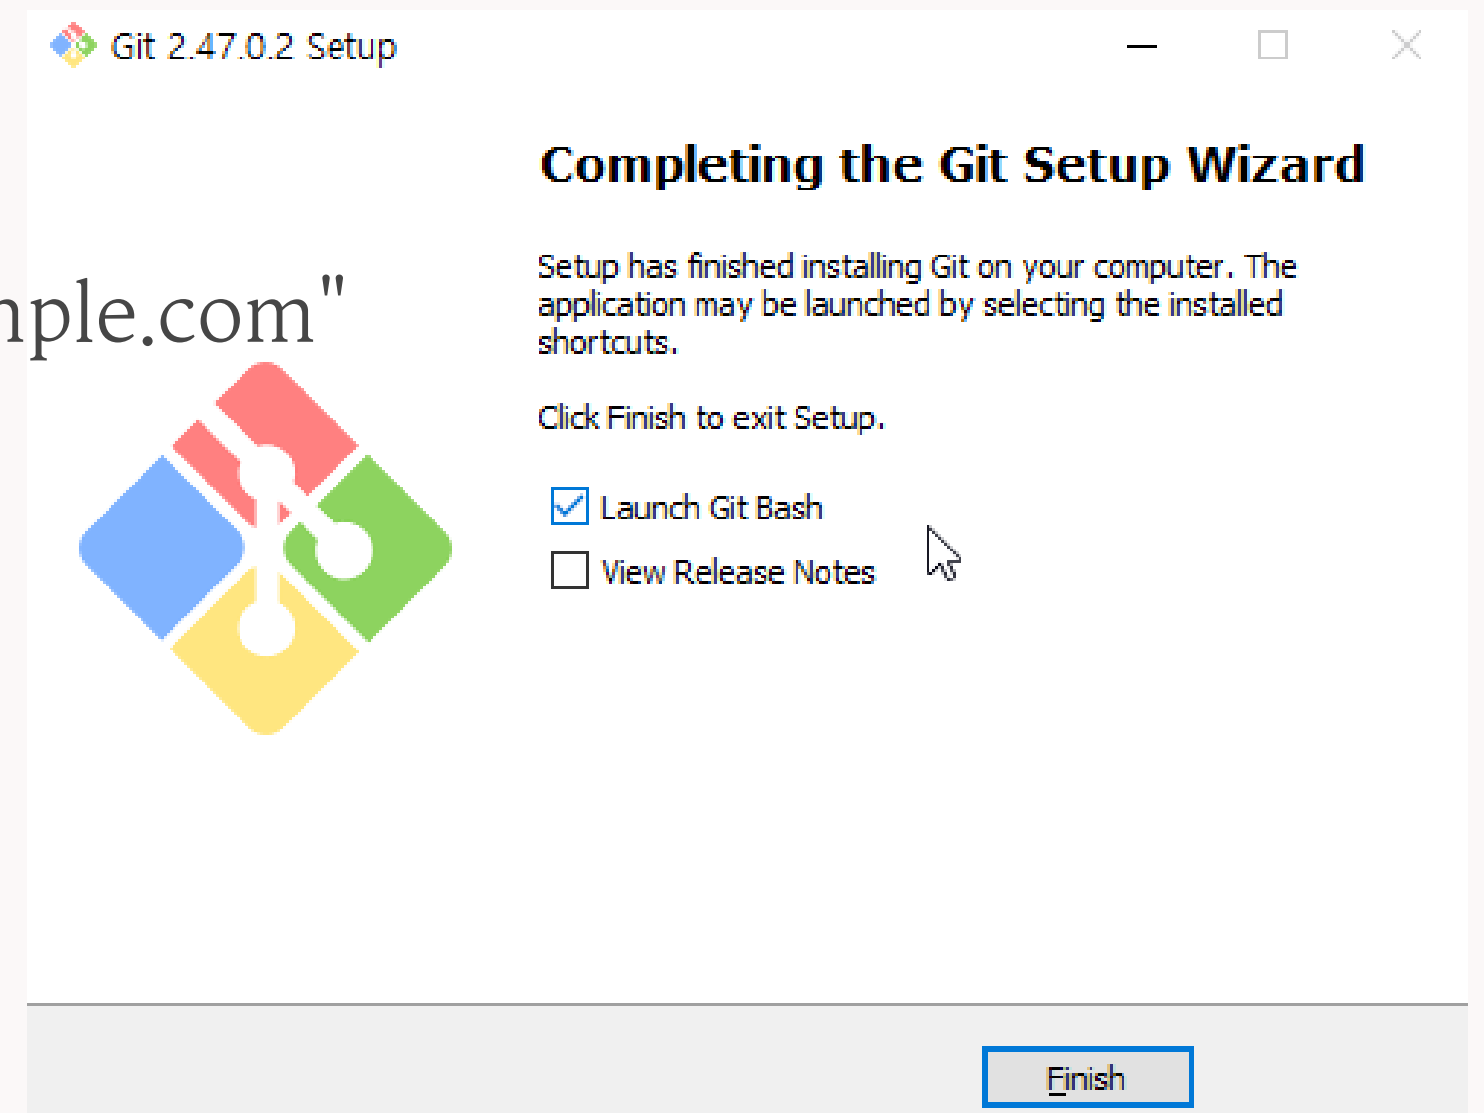 Git 2.47.0.2 Setup
Completing the Git Setup Wizard
Setup has finished installing Git on your computer. The
application may be launched by selecting the installed
shortcuts.
mple.com"
Click Finish to exit Setup.
Launch Git Bash
View Release Notes
Finish